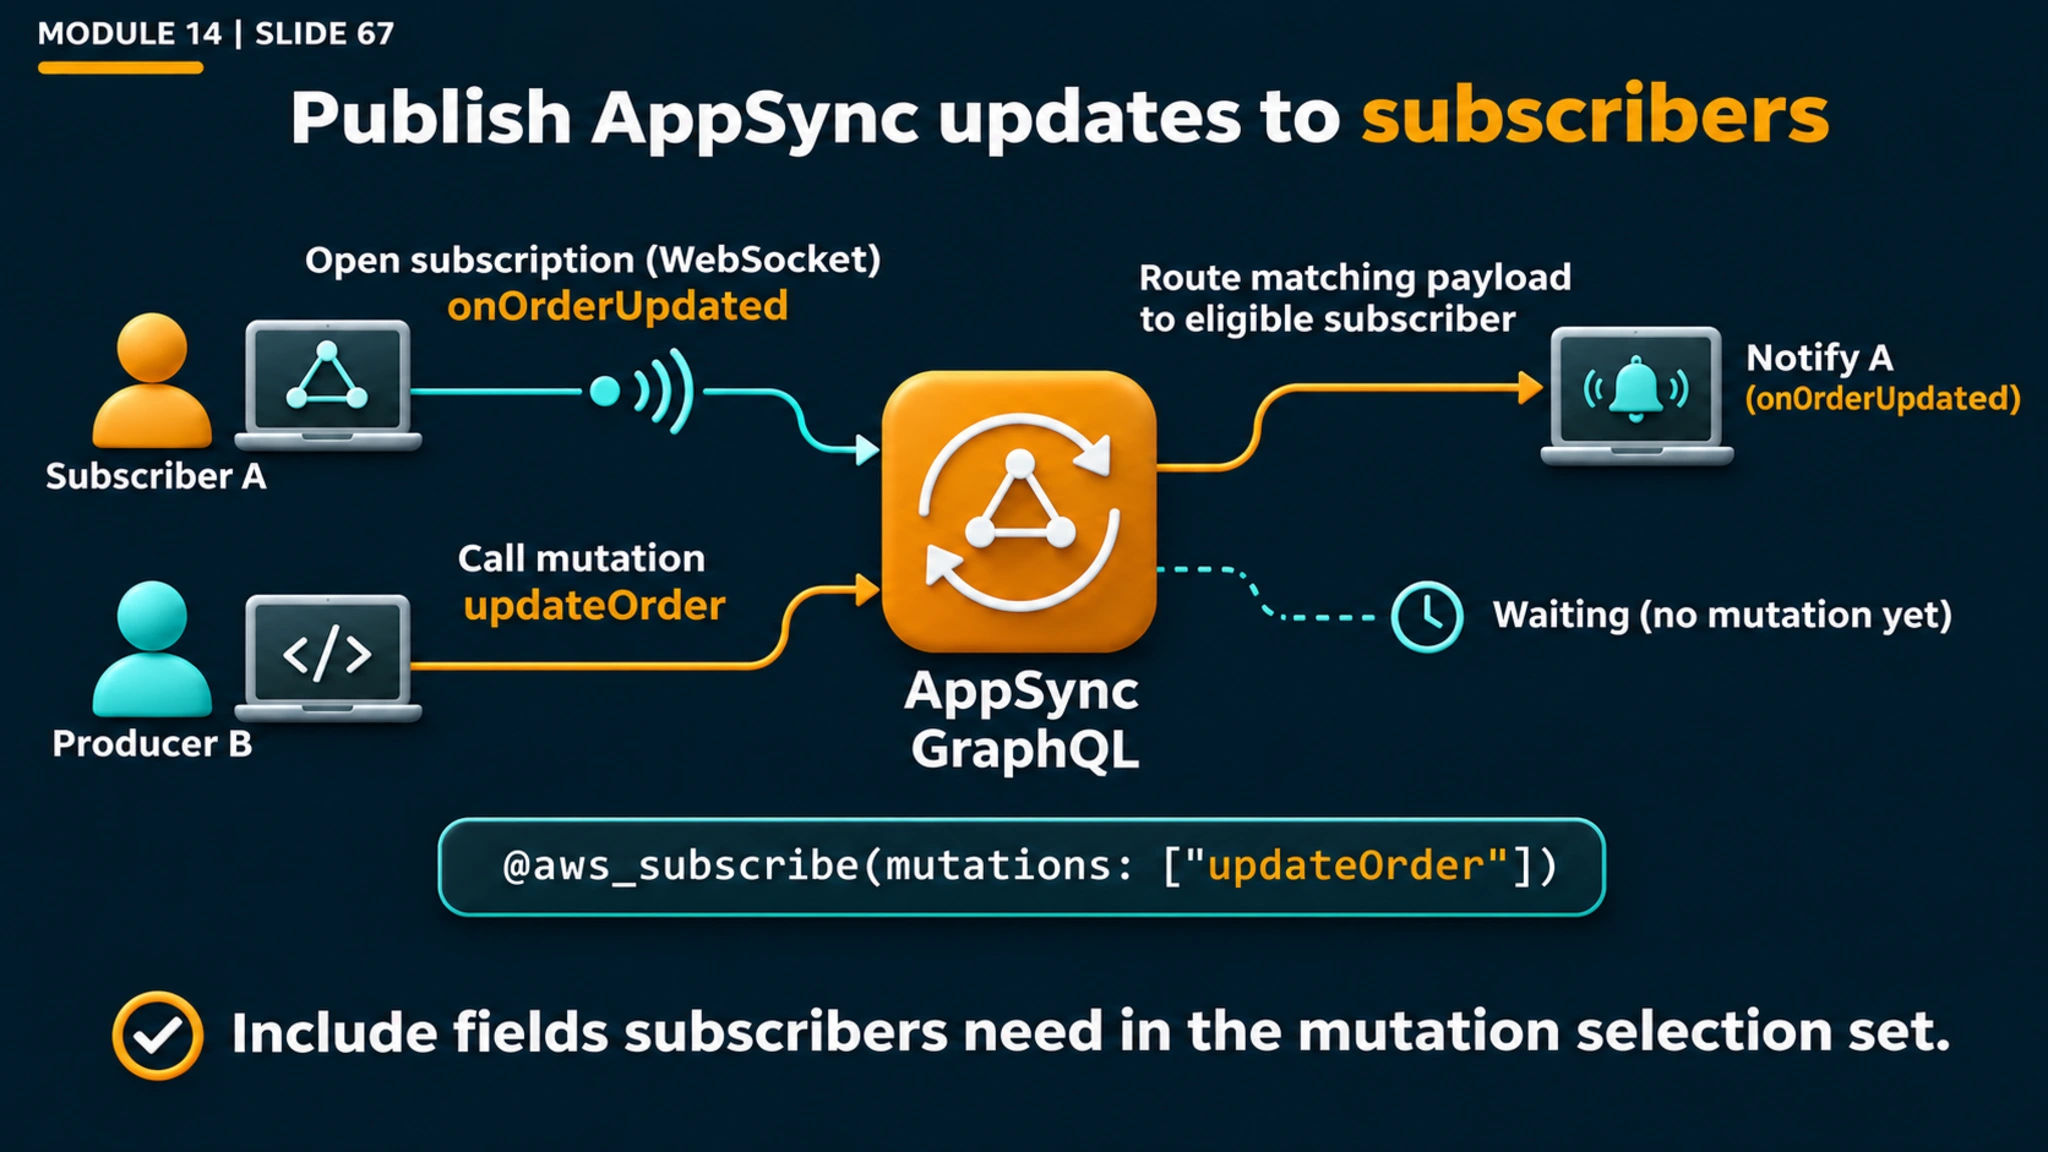 MODULE 14 | SLIDE 67
Publish AppSync updates to subscribers
Open subscription (WebSocket)
onOrderUpdated
Subscriber A
Call mutation
updateOrder
Producer B
</>
AppSync
GraphQL
Route matching payload
to eligible subscriber
Notify A
(onOrderUpdated)
Waiting (no mutation yet)
@aws_subscribe(mutations: ["updateOrder"])
Include fields subscribers need in the mutation selection set.